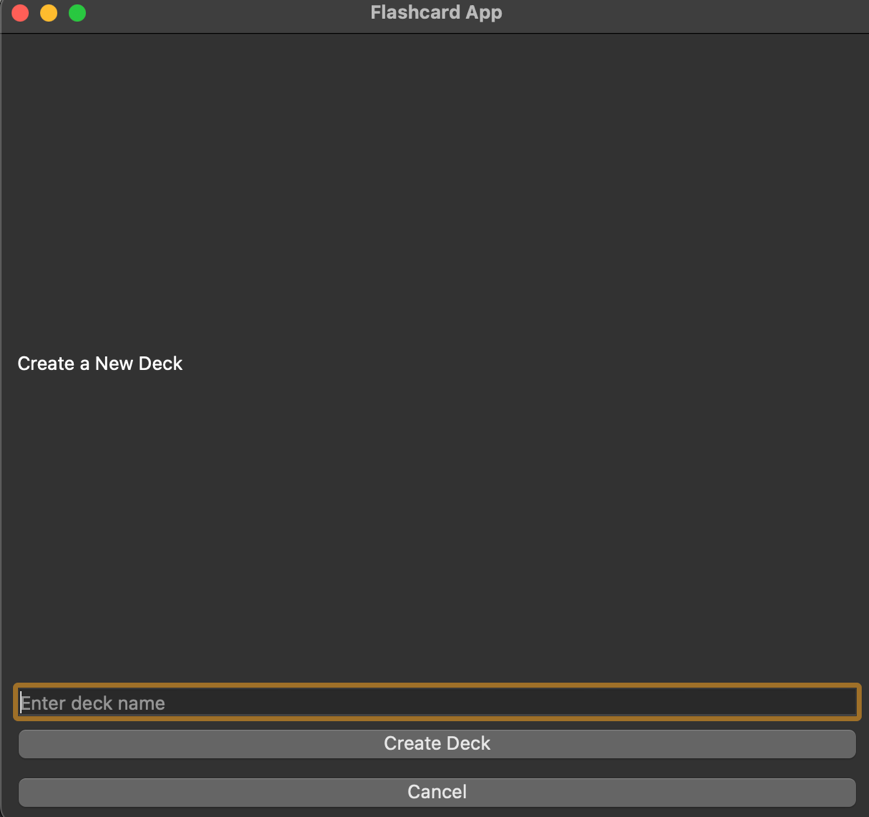 Flashcard App
Create a New Deck
Enter deck name
Create Deck
Cancel